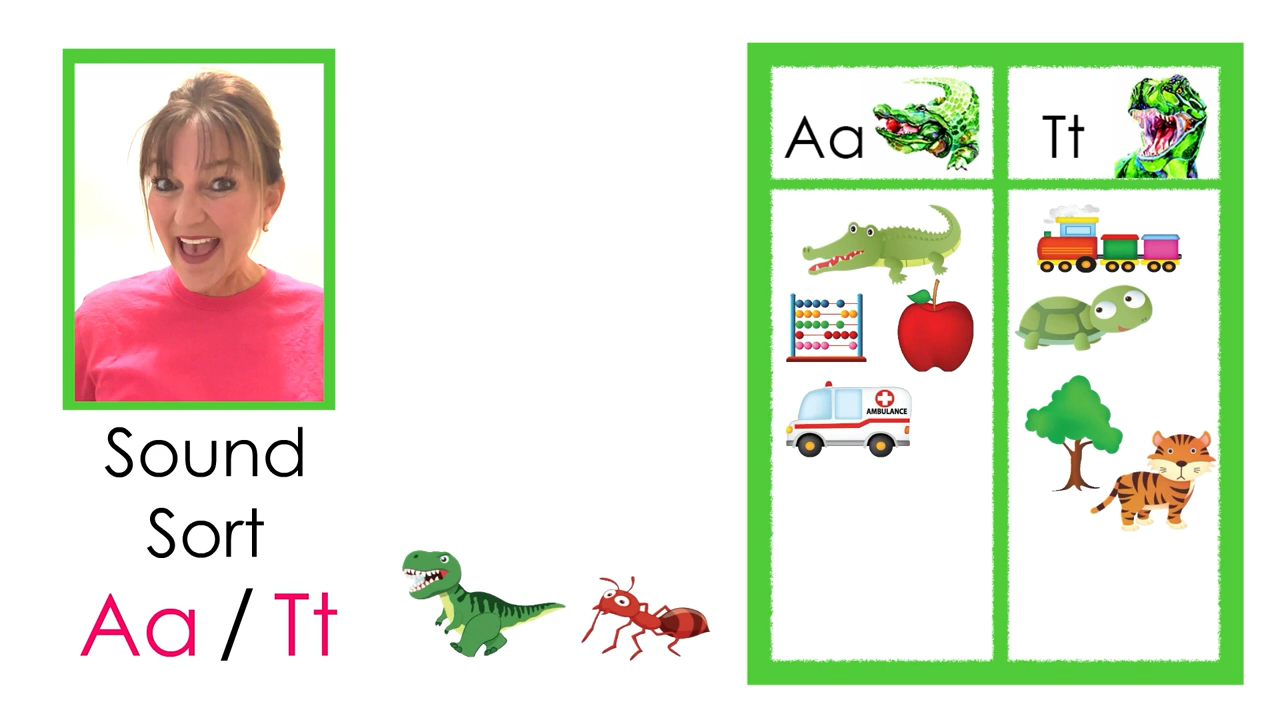 Sound
Sort
Aa / Tt
Aa
Tt
AMBULANCE